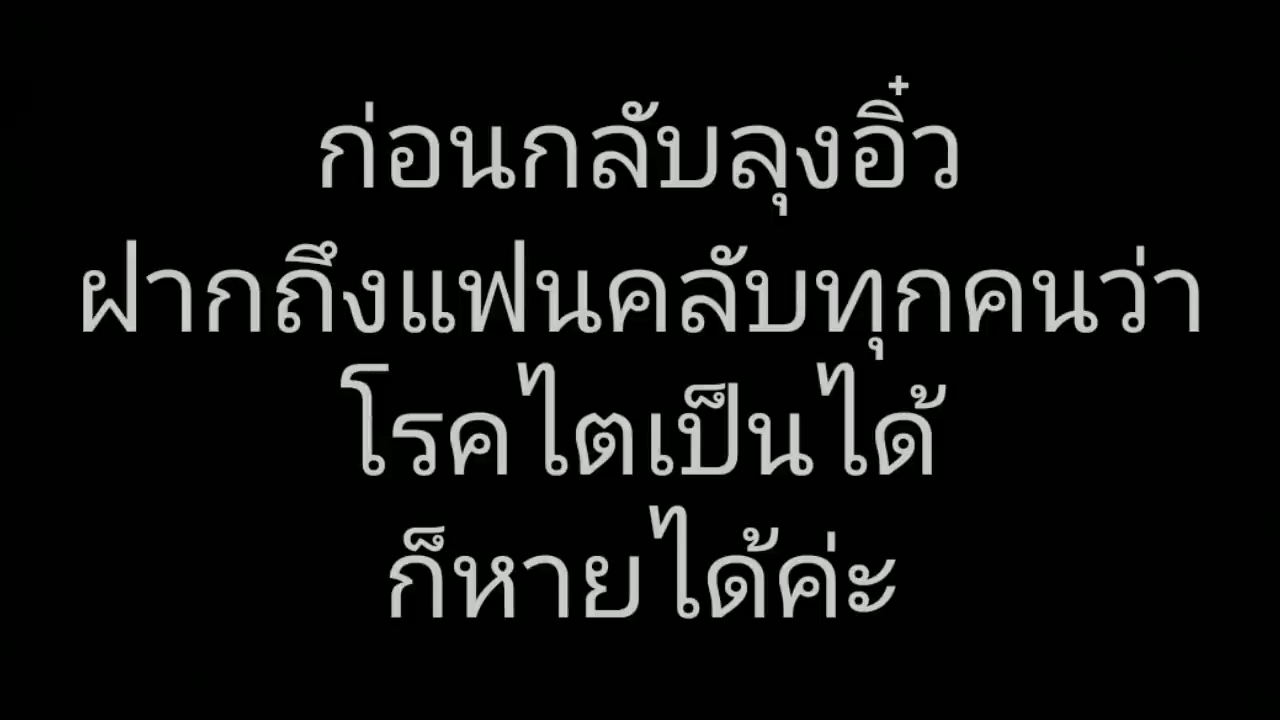 ก่อนกลับลุงอิ๋ว
ฝากถึงแฟนคลับทุกคนว่า
โรคไตเป็นได้
ก็หายได้ค่ะ